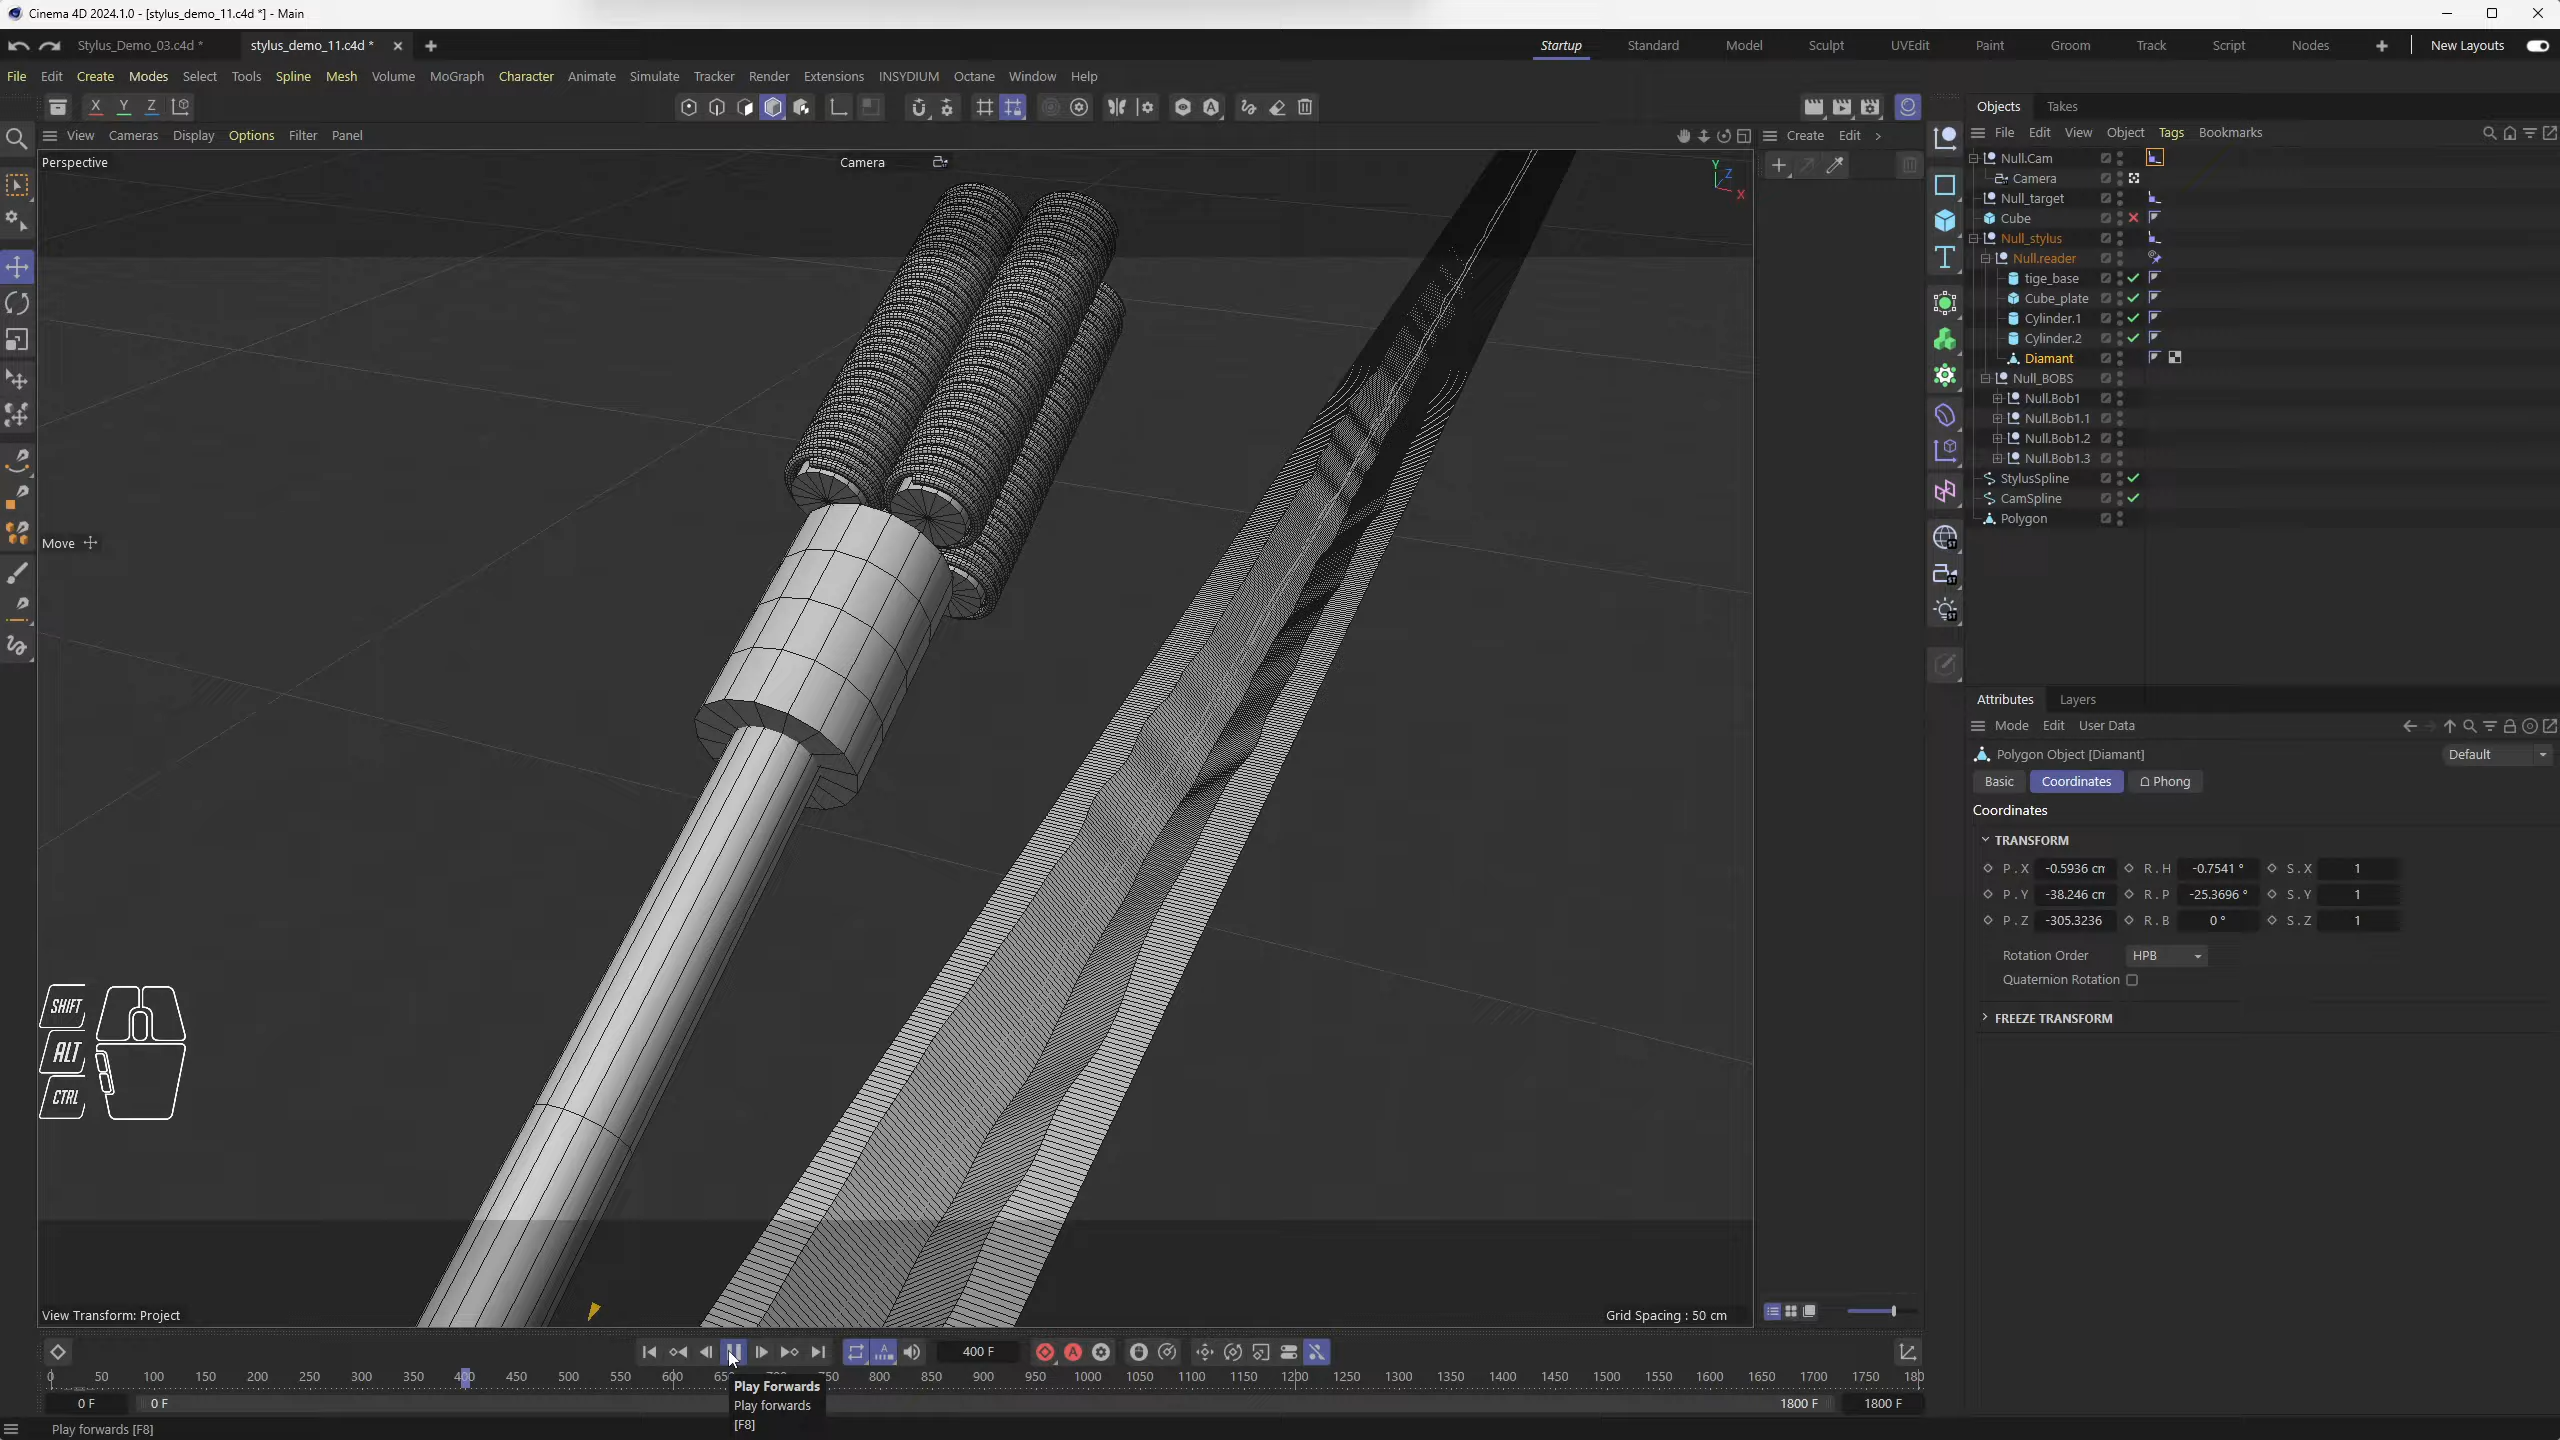 Cinema 4D 2024.1.0 - [stylus_demo_11.c4d *] - Main
Stylus_Demo_03.c4d *
stylus_demo_11.c4d *
Startup Standard Model Sculpt UVEdit Paint Groom Track Script Nodes New Layouts
File Edit Create Modes Select Tools Spline Mesh Volume MoGraph Character Animate Simulate Tracker Render Extensions INSYDIUM Octane Window Help
X Y Z
View Cameras Display Options Filter Panel
Create Edit
Perspective
Camera
Y
Z
X
Move
SHIFT
ALT
CTRL
View Transform: Project
Grid Spacing : 50 cm
Objects Takes
File Edit View Object Tags Bookmarks
Null.Cam
Camera
Null_target
Cube
Null_stylus
Null.reader
tige_base
Cube_plate
Cylinder.1
Cylinder.2
Diamant
Null_BOBS
Null.Bob1
Null.Bob1.1
Null.Bob1.2
Null.Bob1.3
StylusSpline
CamSpline
Polygon
ST
ST
ST
Attributes Layers
Mode Edit User Data
Polygon Object [Diamant]
Default
Basic Coordinates Phong
Coordinates
TRANSFORM
P . X -0.5936 cm R . H -0.7541 ° S . X 1
P . Y -38.246 cm R . P -25.3696 ° S . Y 1
P . Z -305.3236 R . B 0 ° S . Z 1
Rotation Order HPB
Quaternion Rotation
FREEZE TRANSFORM
400 F
0 50 100 150 200 250 300 350 400 450 500 550 600 650 700 750 800 850 900 950 1000 1050 1100 1150 1200 1250 1300 1350 1400 1450 1500 1550 1600 1650 1700 1750 180
Play Forwards
Play forwards
[F8]
0 F
0 F
1800 F
1800 F
Play forwards [F8]